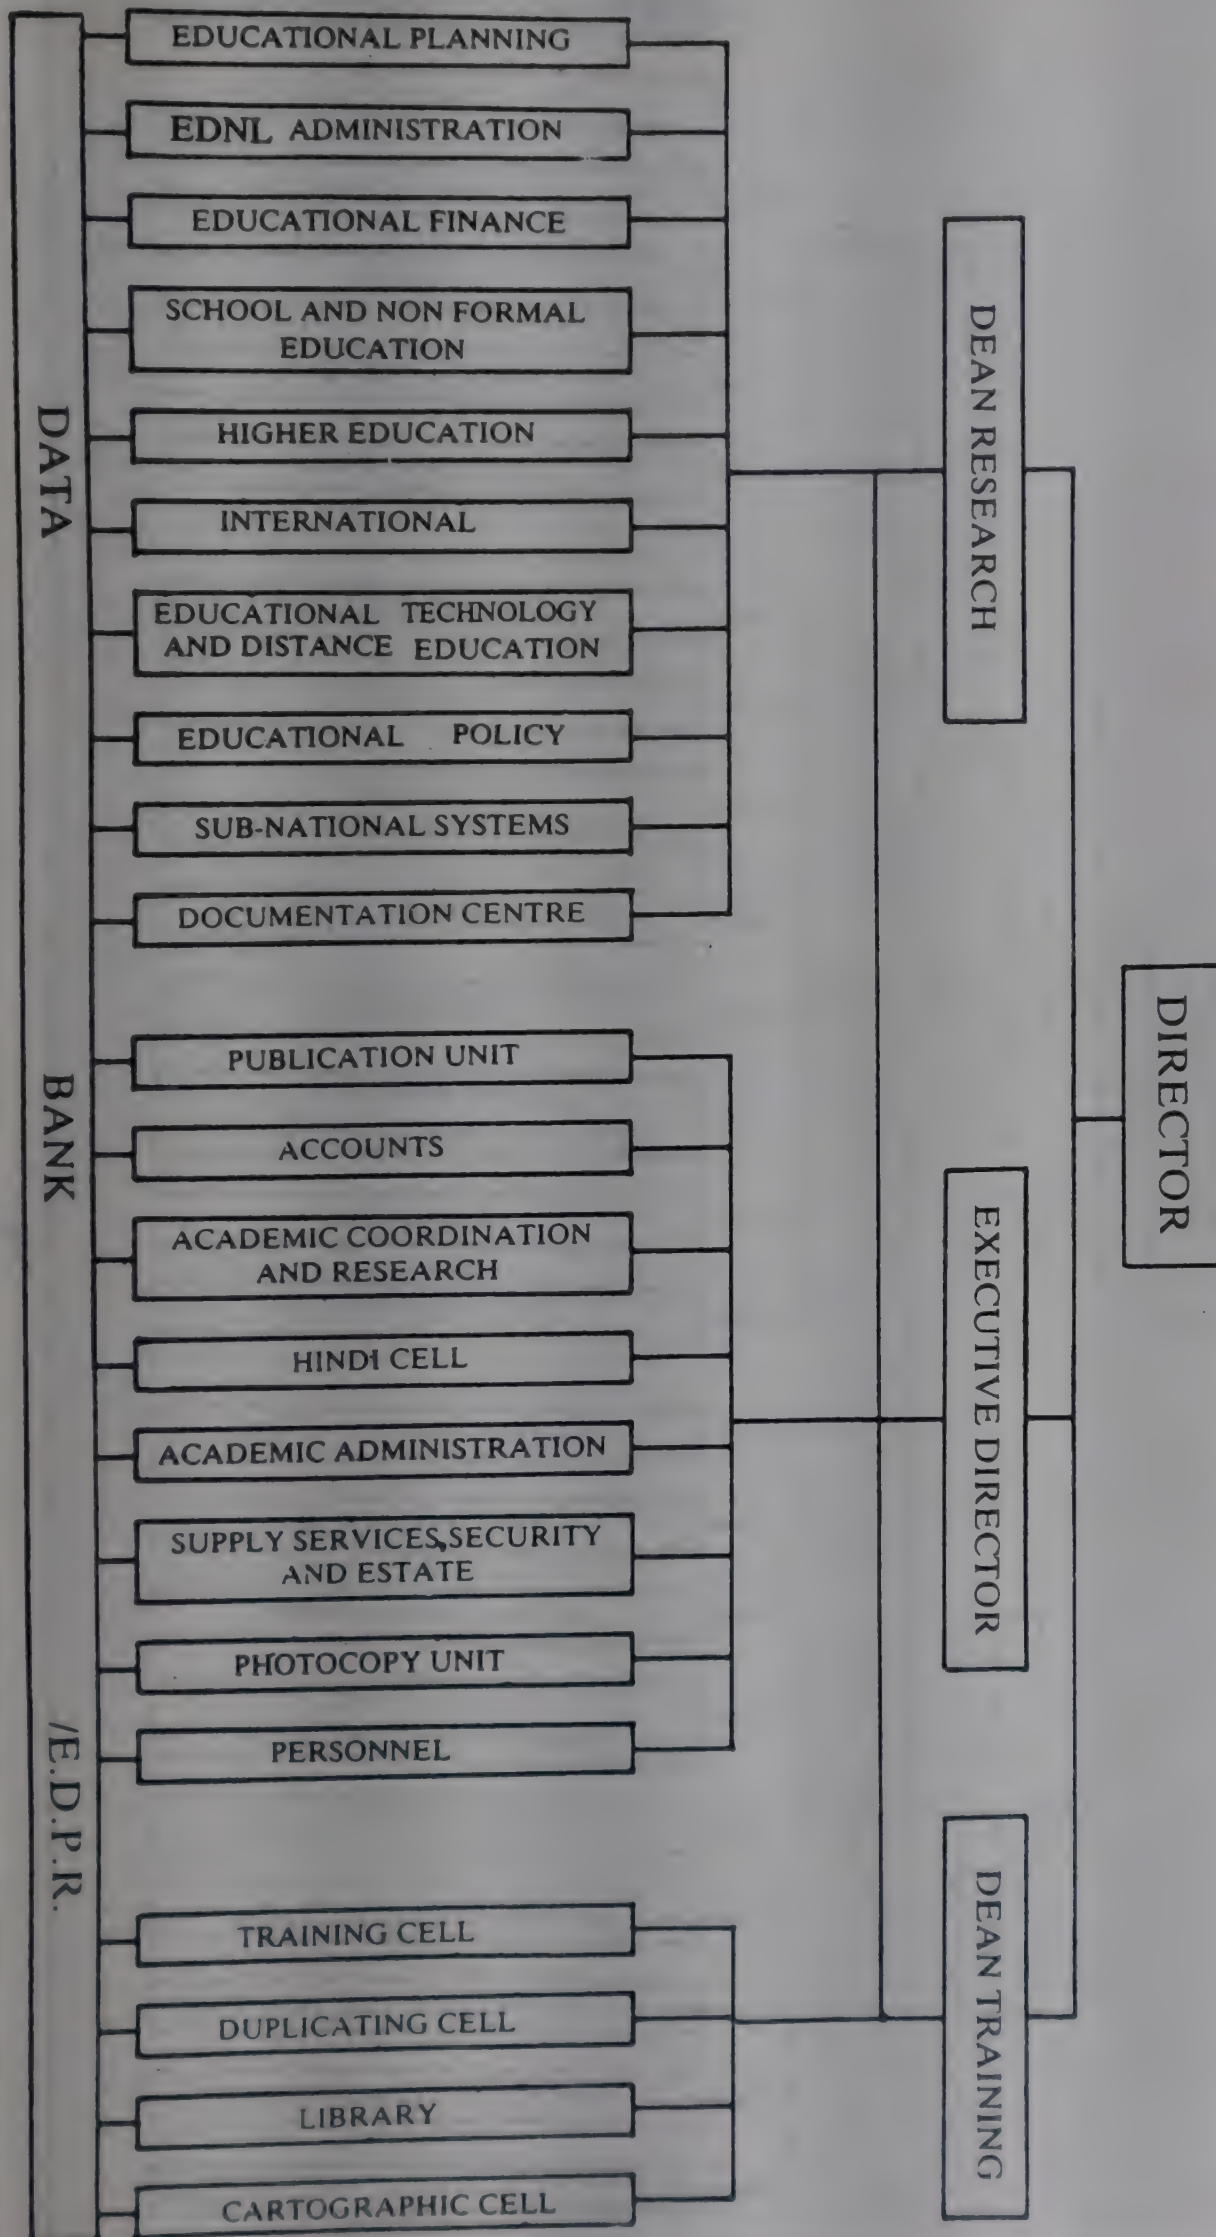 DIRECTOR
DEAN RESEARCH
EXECUTIVE DIRECTOR
DEAN TRAINING
EDUCATIONAL PLANNING
EDNL ADMINISTRATION
EDUCATIONAL FINANCE
SCHOOL AND NON FORMAL
EDUCATION
HIGHER EDUCATION
INTERNATIONAL
EDUCATIONAL TECHNOLOGY
AND DISTANCE EDUCATION
EDUCATIONAL POLICY
SUB-NATIONAL SYSTEMS
DOCUMENTATION CENTRE
PUBLICATION UNIT
ACCOUNTS
ACADEMIC COORDINATION
AND RESEARCH
HINDI CELL
ACADEMIC ADMINISTRATION
SUPPLY SERVICES, SECURITY
AND ESTATE
PHOTOCOPY UNIT
PERSONNEL
TRAINING CELL
DUPLICATING CELL
LIBRARY
CARTOGRAPHIC CELL
DATA BANK /E.D.P.R.